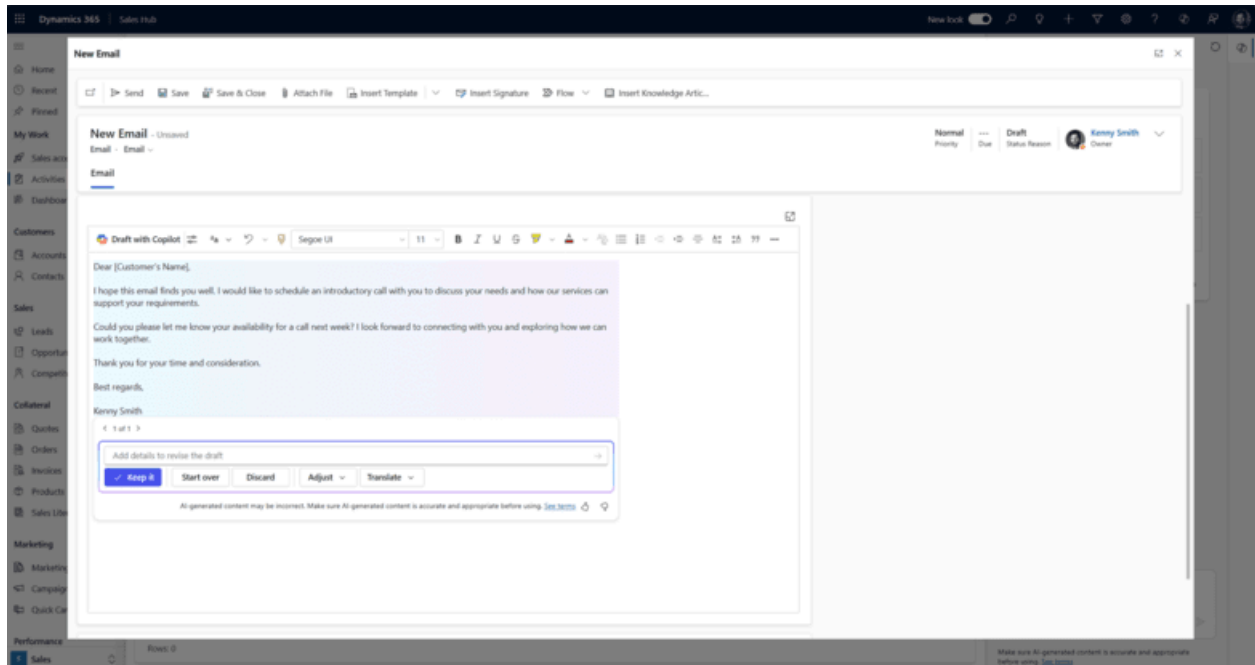 Dynamics 365 Sales Hub New look
New Email
Home
Recent
Pinned
My Work
Activities
Customers
Accounts
Contacts
Sales
Leads
Collateral
Quotes
Orders
Invoices
Products
Marketing
Performance
Sales
Send Save Save & Close Attach File Insert Template Insert Signature Flow Insert Knowledge Artic...
New Email - Unsaved
Email · Email
Email
Normal
Priority
---
Due
Draft
Status Reason
Kenny Smith
Owner
Draft with Copilot Segoe UI 11 B I U S
Dear [Customer's Name],
I hope this email finds you well. I would like to schedule an introductory call with you to discuss your needs and how our services can
support your requirements.
Could you please let me know your availability for a call next week? I look forward to connecting with you and exploring how we can
work together.
Thank you for your time and consideration.
Best regards,
Kenny Smith
1 of 1
Add details to revise the draft
Keep it Start over Discard Adjust Translate
AI-generated content may be incorrect. Make sure AI-generated content is accurate and appropriate before using. See terms
Rows: 0
Make sure AI-generated content is accurate and appropriate
before using. See terms